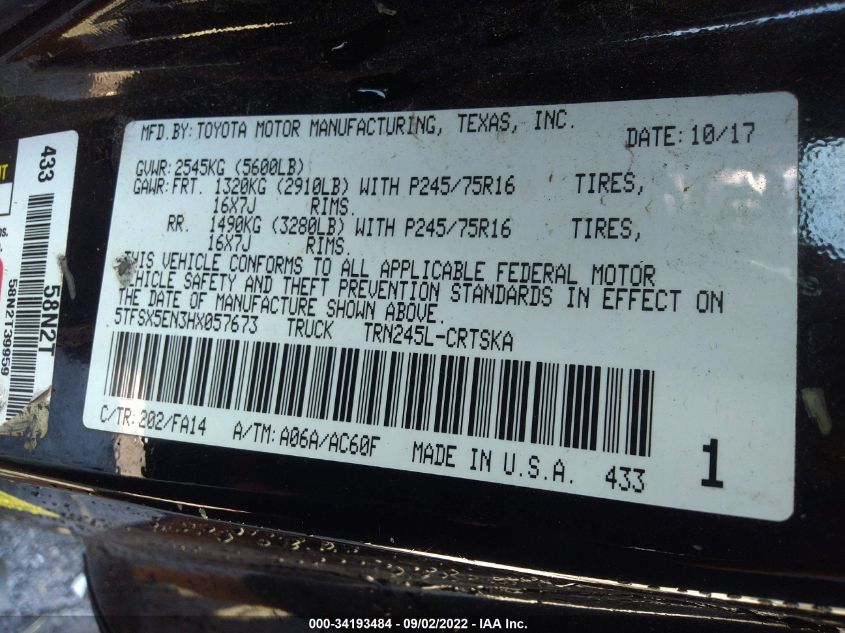 MFD.BY:TOYOTA MOTOR MANUFACTURING, TEXAS, INC. DATE:10/17
GVWR:2545KG (5600LB)
GAWR:FRT. 1320KG (2910LB) WITH P245/75R16 TIRES,
16X7J RIMS.
RR. 1490KG (3280LB) WITH P245/75R16 TIRES,
16X7J RIMS.
THIS VEHICLE CONFORMS TO ALL APPLICABLE FEDERAL MOTOR
VEHICLE SAFETY AND THEFT PREVENTION STANDARDS IN EFFECT ON
THE DATE OF MANUFACTURE SHOWN ABOVE.
5TFSX5EN3HX057673 TRUCK TRN245L-CRTSKA
C/TR:202/FA14 A/TM:A06A/AC60F MADE IN U.S.A. 433 1
433
58N2T
58N2T39959
000-34193484 - 09/02/2022 - IAA Inc.